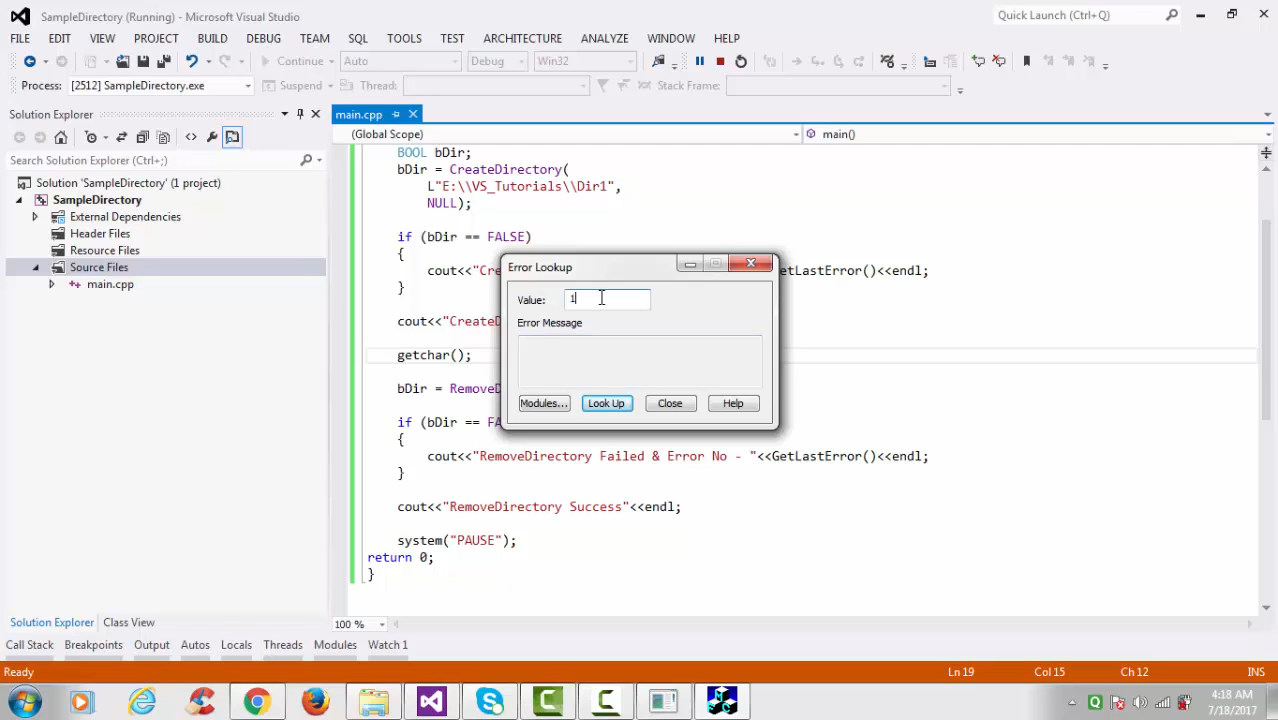 SampleDirectory (Running) - Microsoft Visual Studio
Quick Launch (Ctrl+Q)
FILE EDIT VIEW PROJECT BUILD DEBUG TEAM SQL TOOLS TEST ARCHITECTURE ANALYZE WINDOW HELP
Continue Auto Debug Win32
Process: [2512] SampleDirectory.exe Suspend Thread: Stack Frame:
Solution Explorer
main.cpp
(Global Scope) main()
Search Solution Explorer (Ctrl+;)
Solution 'SampleDirectory' (1 project)
SampleDirectory
External Dependencies
Header Files
Resource Files
Source Files
main.cpp
BOOL bDir;
bDir = CreateDirectory(
L"E:\\VS_Tutorials\\Dir1",
NULL);
if (bDir == FALSE)
{
cout<<"Cre
GetLastError()<<endl;
}
cout<<"CreateD
getchar();
bDir = RemoveD
if (bDir == FA
{
cout<<"RemoveDirectory Failed & Error No - "<<GetLastError()<<endl;
}
cout<<"RemoveDirectory Success"<<endl;
system("PAUSE");
return 0;
}
Error Lookup
Value: 1
Error Message
Modules... Look Up Close Help
100 %
Solution Explorer Class View
Call Stack Breakpoints Output Autos Locals Threads Modules Watch 1
Ready Ln 19 Col 15 Ch 12 INS
4:18 AM
7/18/2017